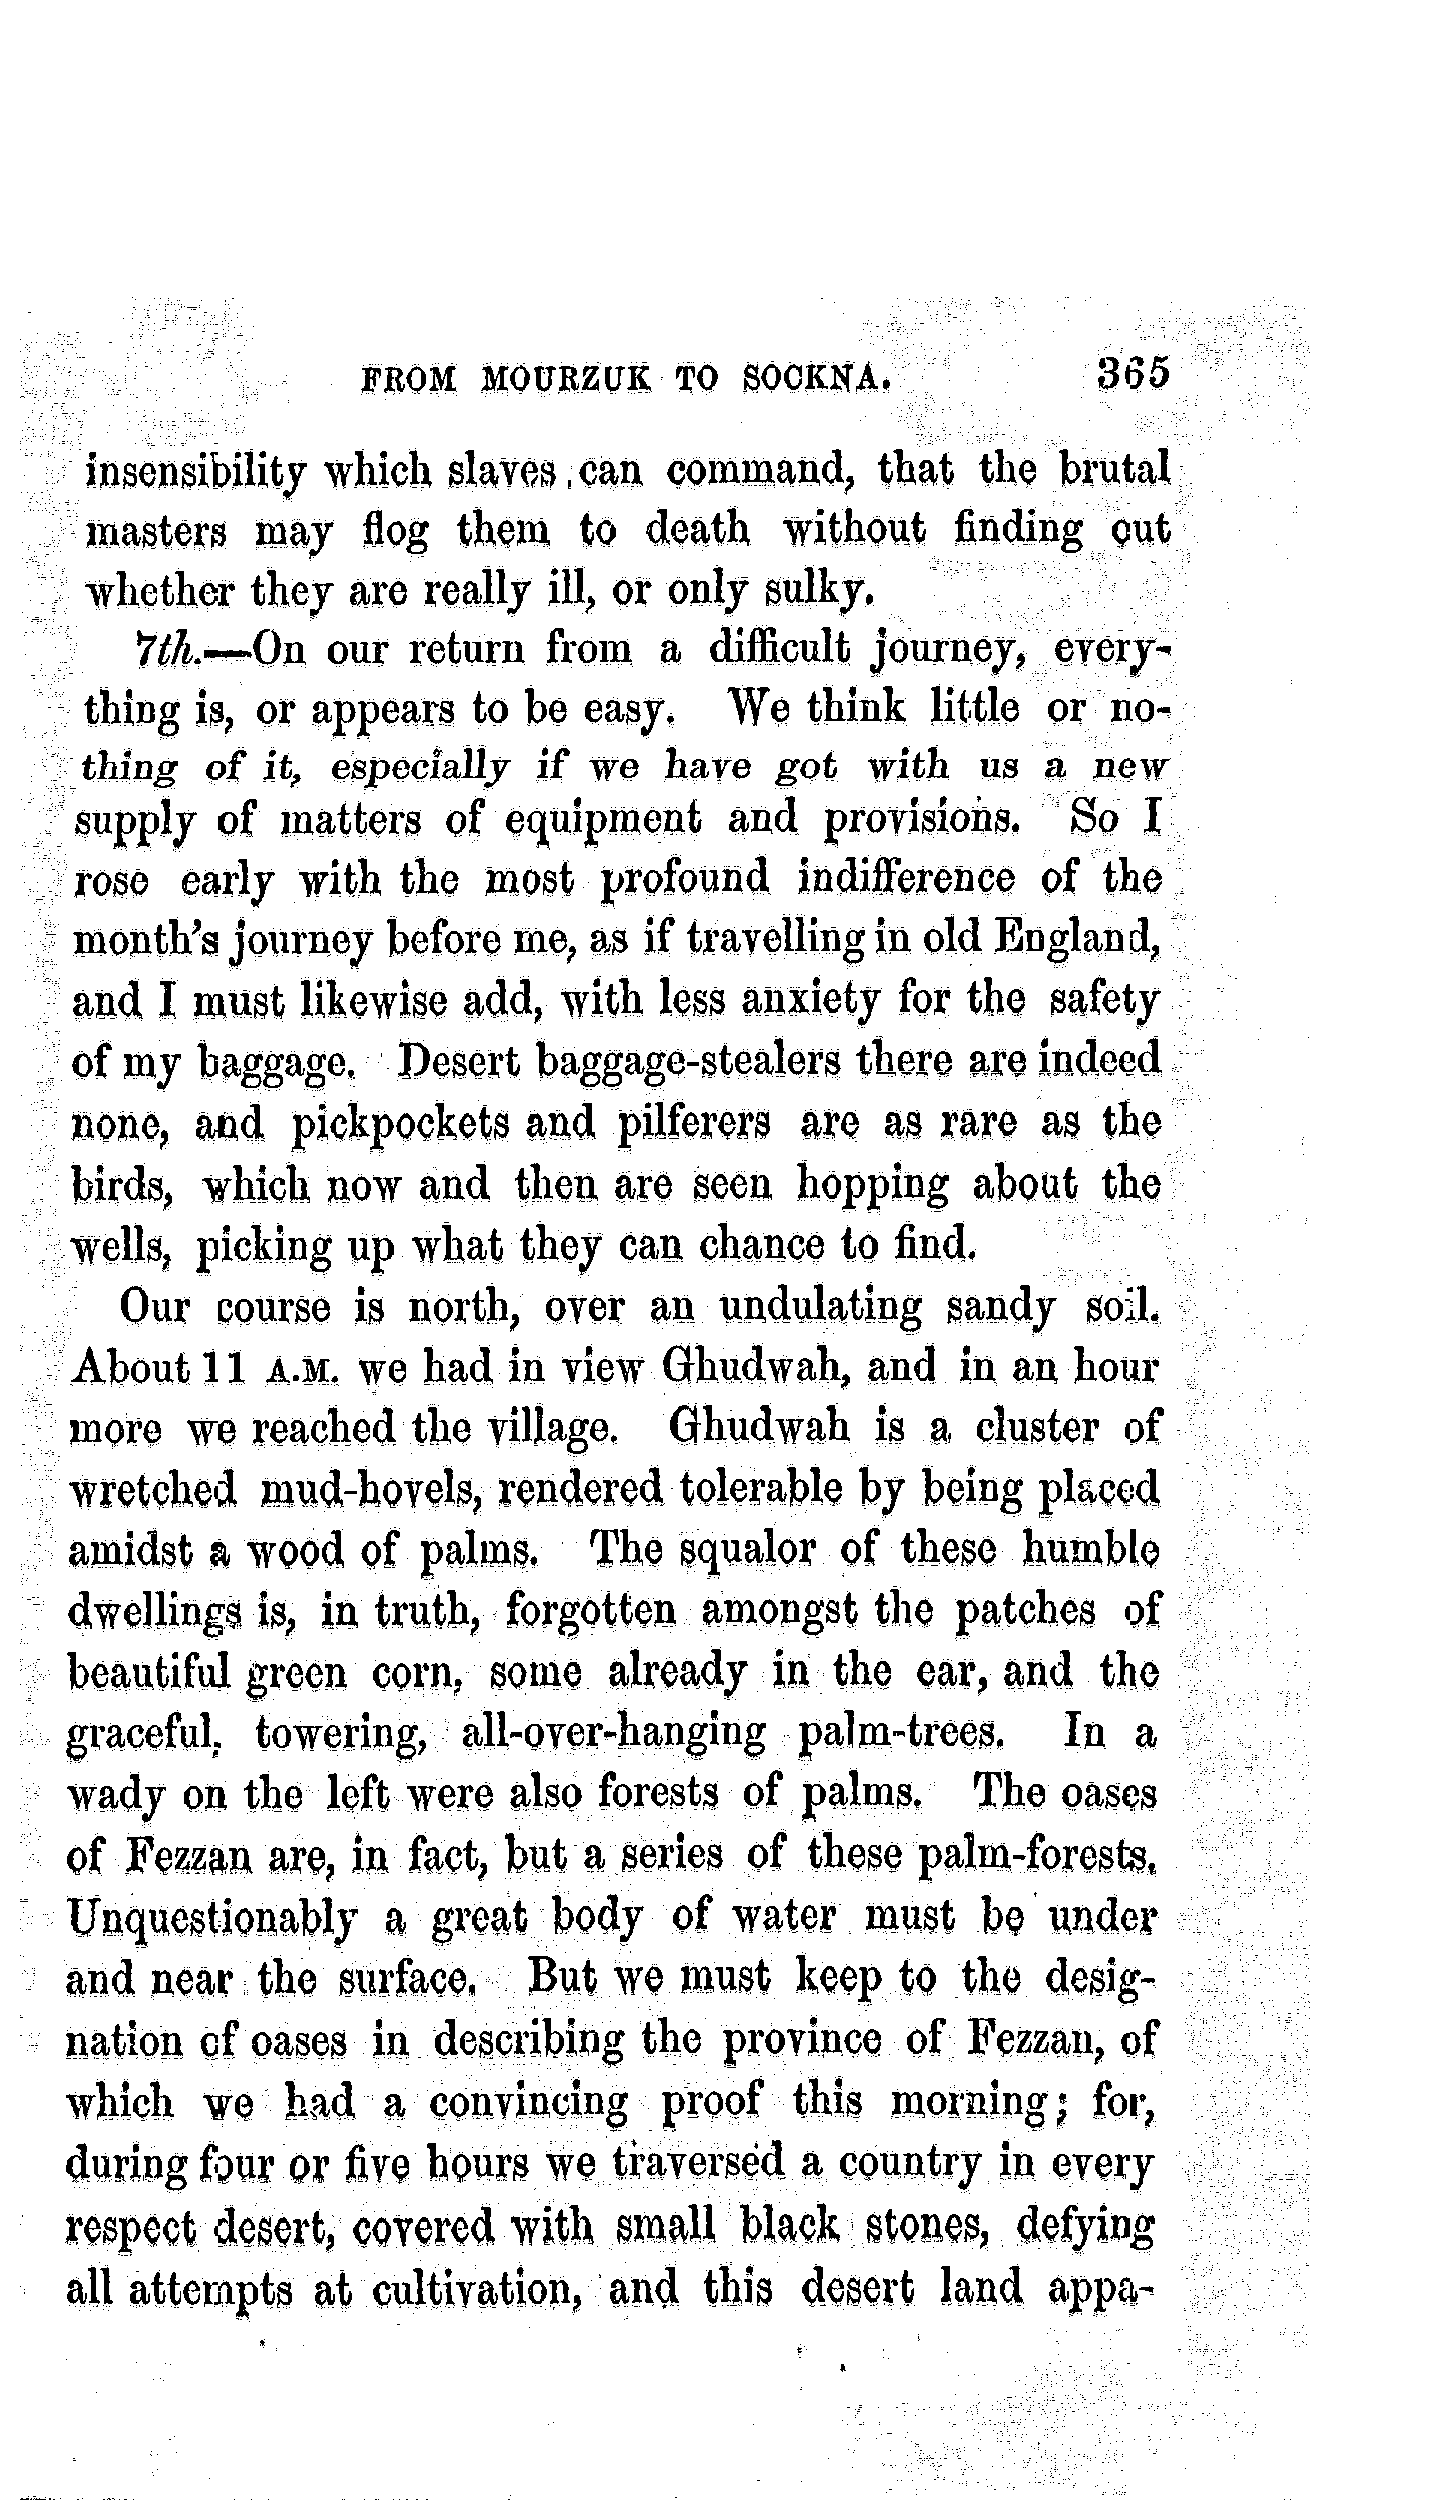 FROM MOURZUK TO SOCKNA. 365
insensibility which slaves can command, that the brutal
masters may flog them to death without finding out
whether they are really ill, or only sulky.
7th.—On our return from a difficult journey, every-
thing is, or appears to be easy. We think little or no-
thing of it, especially if we have got with us a new
supply of matters of equipment and provisions. So I
rose early with the most profound indifference of the
month's journey before me, as if travelling in old England,
and I must likewise add, with less anxiety for the safety
of my baggage. Desert baggage-stealers there are indeed
none, and pickpockets and pilferers are as rare as the
birds, which now and then are seen hopping about the
wells, picking up what they can chance to find.
Our course is north, over an undulating sandy soil.
About 11 A.M. we had in view Ghudwah, and in an hour
more we reached the village. Ghudwah is a cluster of
wretched mud-hovels, rendered tolerable by being placed
amidst a wood of palms. The squalor of these humble
dwellings is, in truth, forgotten amongst the patches of
beautiful green corn, some already in the ear, and the
graceful, towering, all-over-hanging palm-trees. In a
wady on the left were also forests of palms. The oases
of Fezzan are, in fact, but a series of these palm-forests.
Unquestionably a great body of water must be under
and near the surface. But we must keep to the desig-
nation of oases in describing the province of Fezzan, of
which we had a convincing proof this morning; for,
during four or five hours we traversed a country in every
respect desert, covered with small black stones, defying
all attempts at cultivation, and this desert land appa-